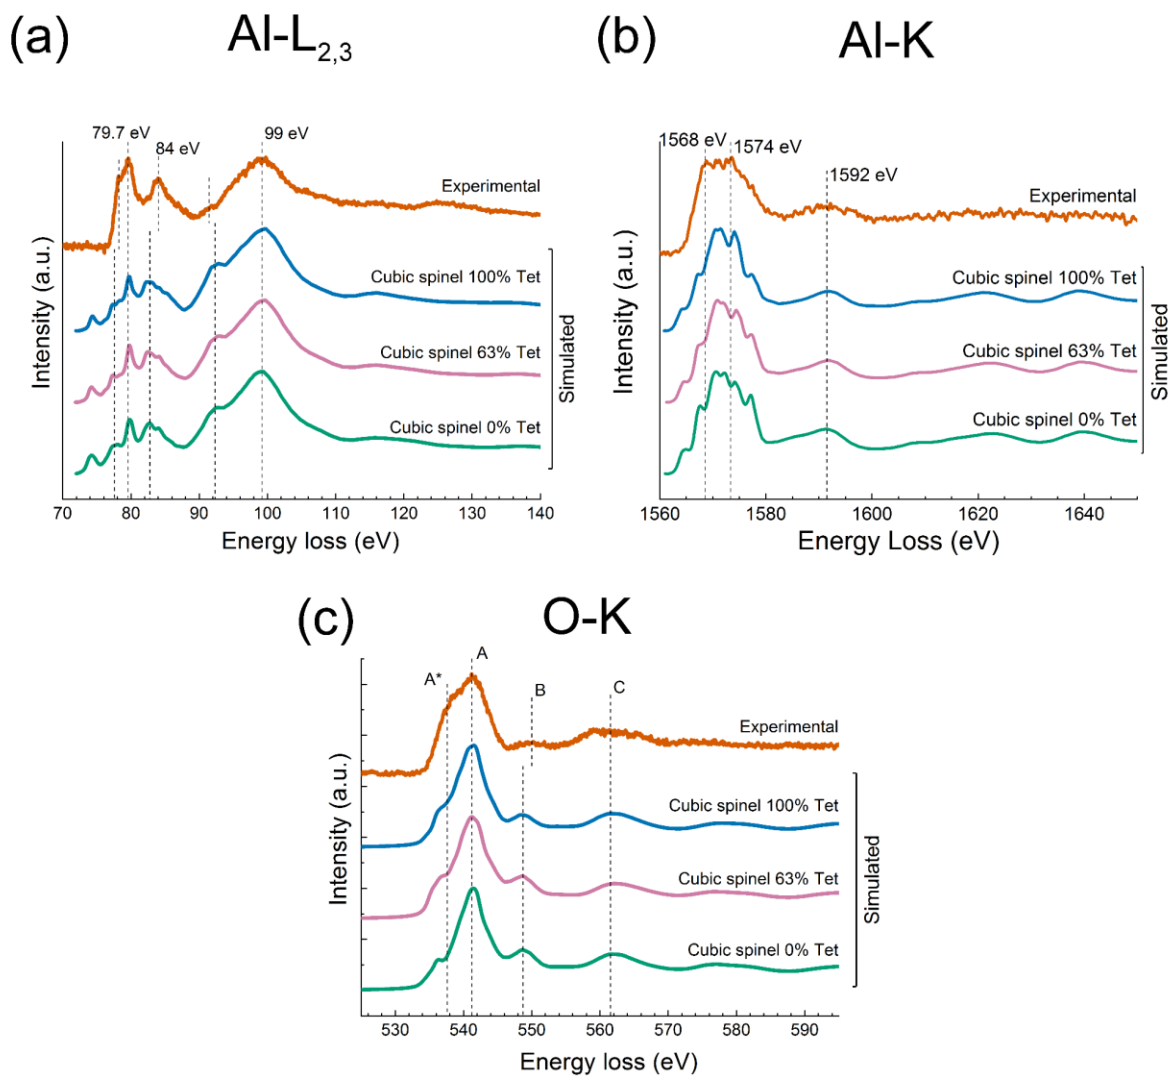 (a) Al-L2,3
79.7 eV
84 eV
99 eV
Experimental
Cubic spinel 100% Tet
Cubic spinel 63% Tet
Cubic spinel 0% Tet
Simulated
Intensity (a.u.)
70 80 90 100 110 120 130 140
Energy loss (eV)
(b) Al-K
1568 eV
1574 eV
1592 eV
Experimental
Cubic spinel 100% Tet
Cubic spinel 63% Tet
Cubic spinel 0% Tet
Simulated
Intensity (a.u.)
1560 1580 1600 1620 1640
Energy Loss (eV)
(c) O-K
A*
A
B
C
Experimental
Cubic spinel 100% Tet
Cubic spinel 63% Tet
Cubic spinel 0% Tet
Simulated
Intensity (a.u.)
530 540 550 560 570 580 590
Energy loss (eV)